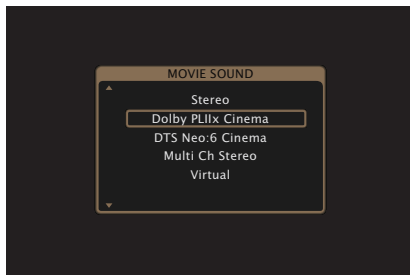 MOVIE SOUND
Stereo
Dolby PLIIx Cinema
DTS Neo:6 Cinema
Multi Ch Stereo
Virtual